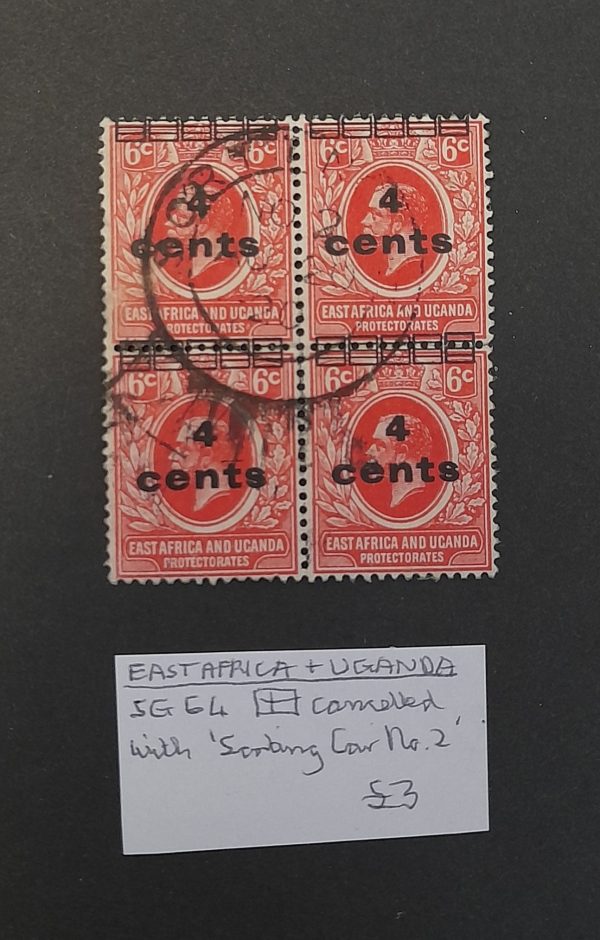 6c 6c 6c 6c
4 4
cents cents
EAST AFRICA AND UGANDA EAST AFRICA AND UGANDA
PROTECTORATES PROTECTORATES
6c 6c 6c 6c
4 4
cents cents
EAST AFRICA AND UGANDA EAST AFRICA AND UGANDA
PROTECTORATES PROTECTORATES
EAST AFRICA + UGANDA
SG 64 cancelled
with 'Sorting Car No. 2'
£3